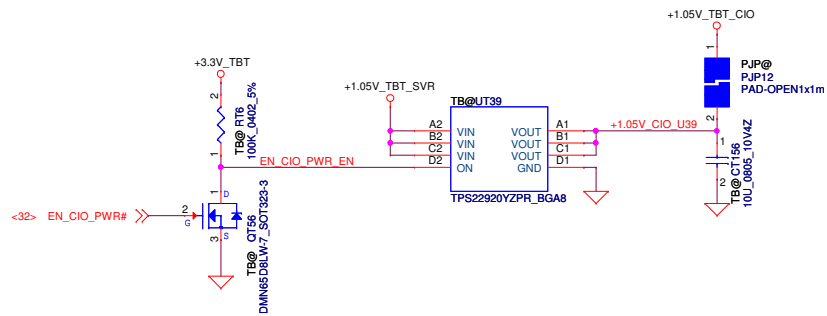 +1.05V_TBT_CIO
1
PJP@
PJP12
PAD-OPEN1x1m
2
+3.3V_TBT
2
TB@ RT6
100K_0402_5%
1
+1.05V_TBT_SVR
TB@UT39
A2 VIN VOUT A1
B2 VIN VOUT B1
C2 VIN VOUT C1
D2 ON GND D1
TPS22920YZPR_BGA8
EN_CIO_PWR_EN
+1.05V_CIO_U39
1
2
TB@ CT156
10U_0805_10V4Z
<32> EN_CIO_PWR#
2
G
1
D
3
S
TB@ QT56
DMN65D8LW-7_SOT323-3